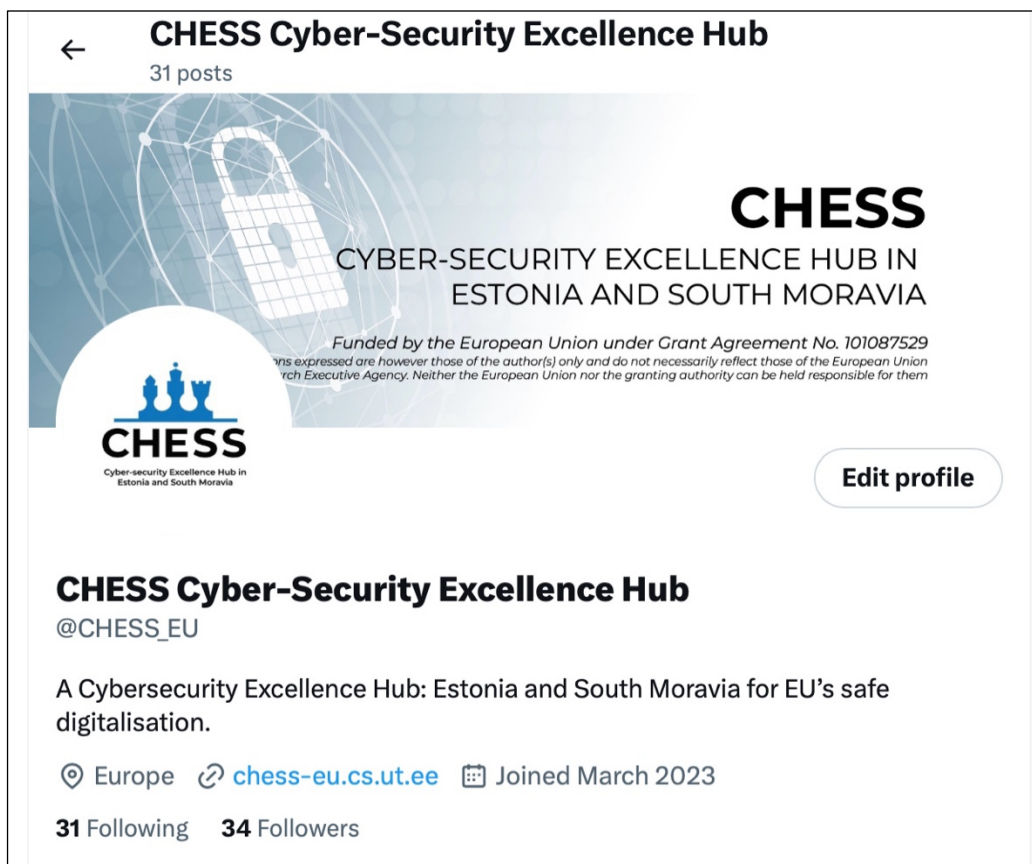 CHESS Cyber-Security Excellence Hub
31 posts
CHESS
CYBER-SECURITY EXCELLENCE HUB IN
ESTONIA AND SOUTH MORAVIA
Funded by the European Union under Grant Agreement No. 101087529
expressed are however those of the author(s) only and do not necessarily reflect those of the European Union
Executive Agency. Neither the European Union nor the granting authority can be held responsible for them
CHESS
Cyber-security Excellence Hub in
Estonia and South Moravia
Edit profile
CHESS Cyber-Security Excellence Hub
@CHESS_EU
A Cybersecurity Excellence Hub: Estonia and South Moravia for EU’s safe
digitalisation.
Europe chess-eu.cs.ut.ee Joined March 2023
31 Following 34 Followers